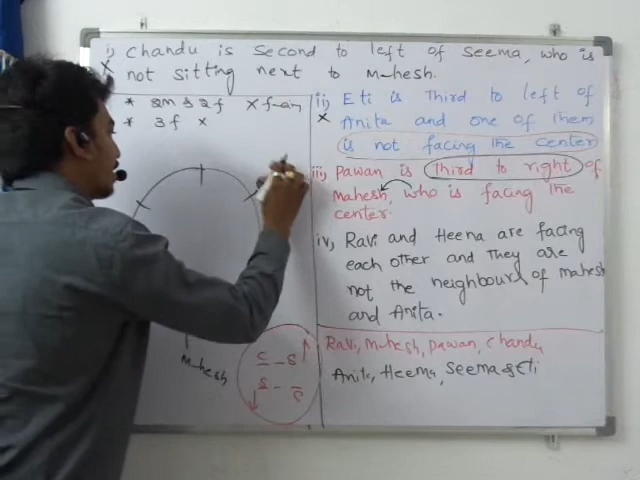 i) Chandu is Second to left of Seema, who is
X not sitting next to Mahesh.
* 2m & 2f X
* 3f X
ii) Eti is Third to left of
X Anita and one of them
is not facing the center
iii) Pawan is Third to right of
Mahesh, who is facing the
center.
iv, Ravi and Heena are facing
each other and They are
not the neighbours of mahesh
and Anita.
Mahesh
C - S
S - C
Ravi, Mahesh, Pawan, Chandu
Anita, Heena, Seema & Eti